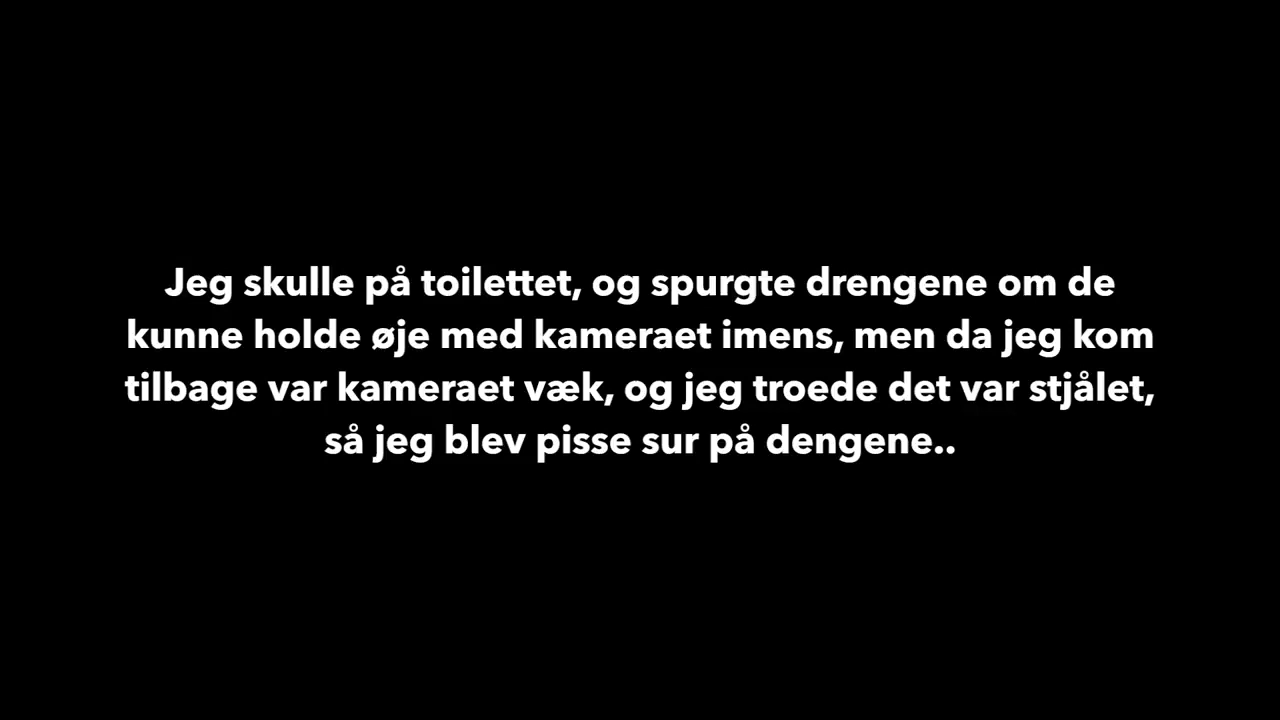 Jeg skulle på toilettet, og spurgte drengene om de
kunne holde øje med kameraet imens, men da jeg kom
tilbage var kameraet væk, og jeg troede det var stjålet,
så jeg blev pisse sur på dengene..